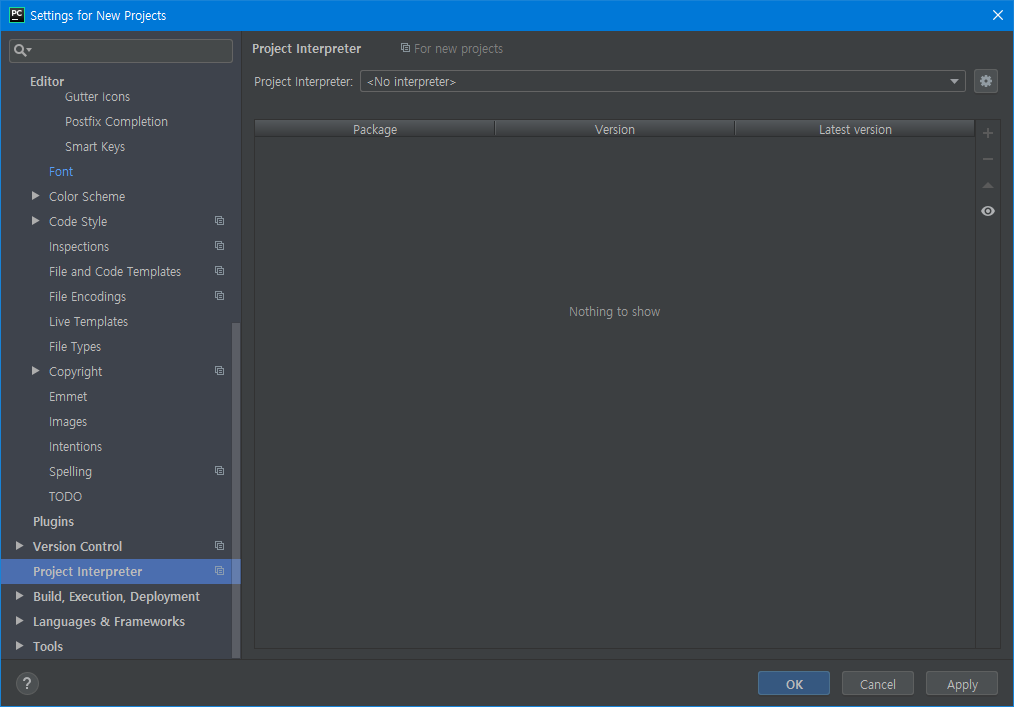 PC
Settings for New Projects
Editor
Gutter Icons
Postfix Completion
Smart Keys
Font
Color Scheme
Code Style
Inspections
File and Code Templates
File Encodings
Live Templates
File Types
Copyright
Emmet
Images
Intentions
Spelling
TODO
Plugins
Version Control
Project Interpreter
Build, Execution, Deployment
Languages & Frameworks
Tools
Project Interpreter For new projects
Project Interpreter: <No interpreter>
Package Version Latest version
Nothing to show
?
OK Cancel Apply